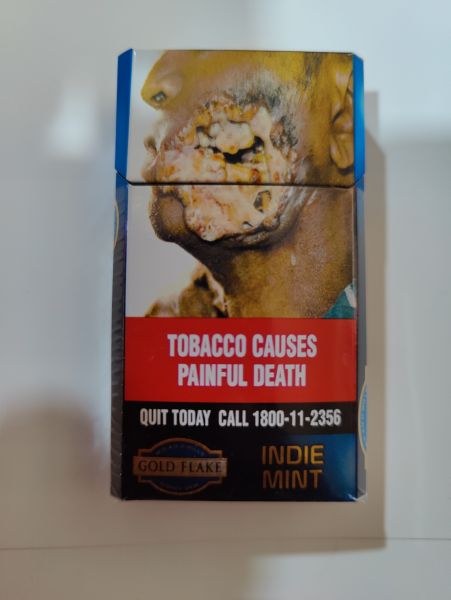 TOBACCO CAUSES
PAINFUL DEATH
QUIT TODAY CALL 1800-11-2356
GOLD FLAKE
INDIE
MINT